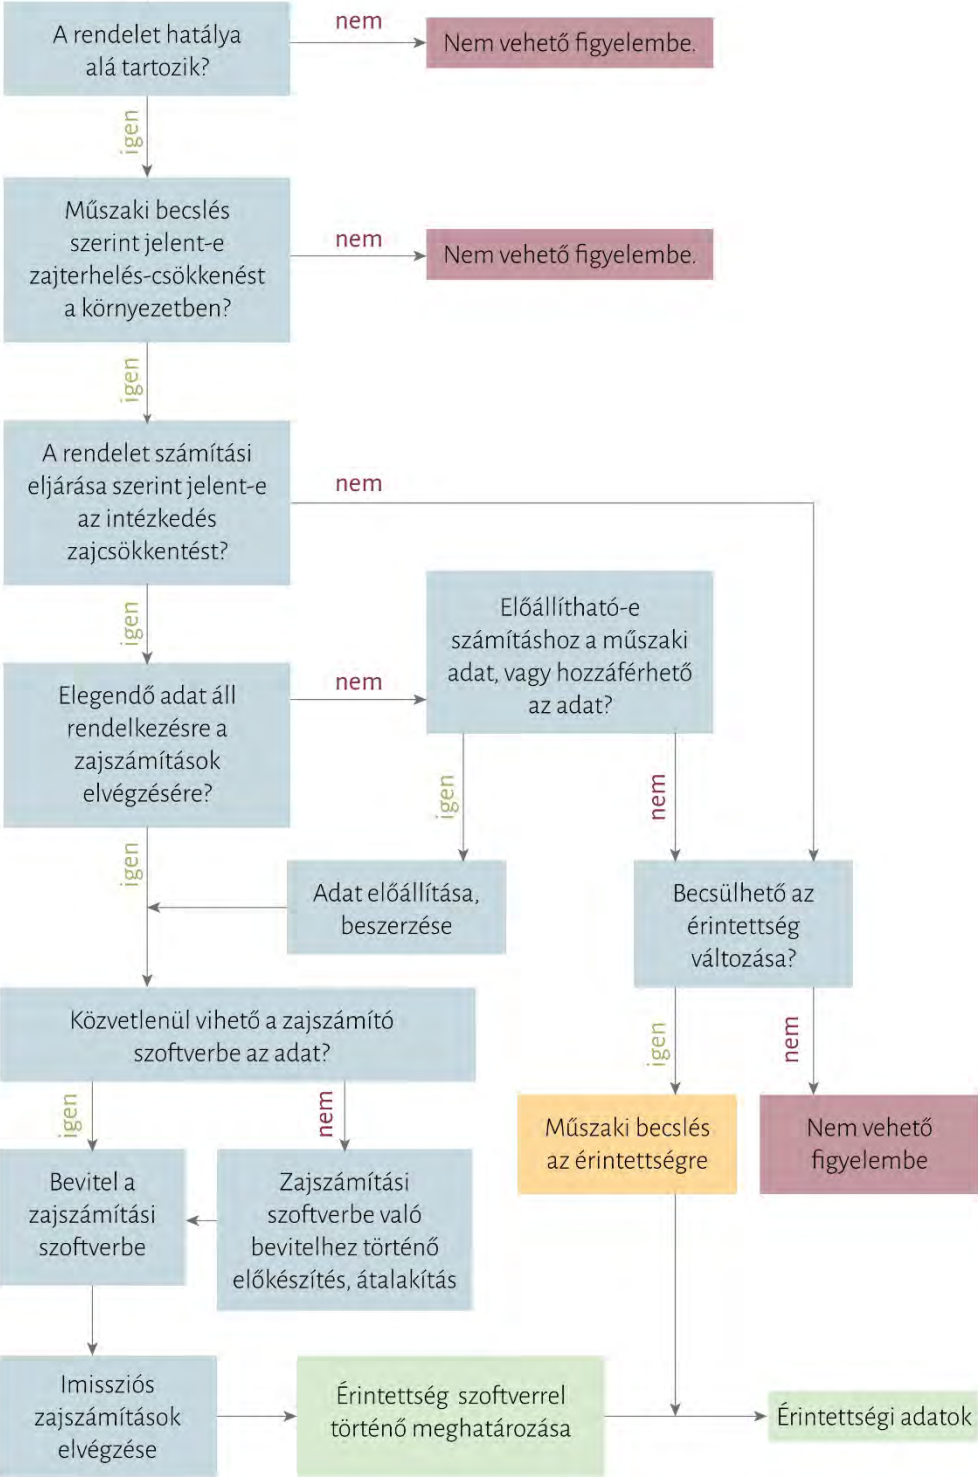 A rendelet hatálya
alá tartozik?
nem
Nem vehető figyelembe.
igen
Műszaki becslés
szerint jelent-e
zajterhelés-csökkenést
a környezetben?
nem
Nem vehető figyelembe.
igen
A rendelet számítási
eljárása szerint jelent-e
az intézkedés
zajcsökkentést?
nem
igen
Előállítható-e
számításhoz a műszaki
adat, vagy hozzáférhető
az adat?
Elegendő adat áll
rendelkezésre a
zajszámítások
elvégzésére?
nem
igen
nem
igen
Adat előállítása,
beszerzése
Becsülhető az
érintettség
változása?
Közvetlenül vihető a zajszámító
szoftverbe az adat?
igen
nem
igen
nem
Műszaki becslés
az érintettségre
Nem vehető
figyelembe
Bevitel a
zajszámítási
szoftverbe
Zajszámítási
szoftverbe való
bevitelhez történő
előkészítés, átalakítás
Imissziós
zajszámítások
elvégzése
Érintettség szoftverrel
történő meghatározása
Érintettségi adatok